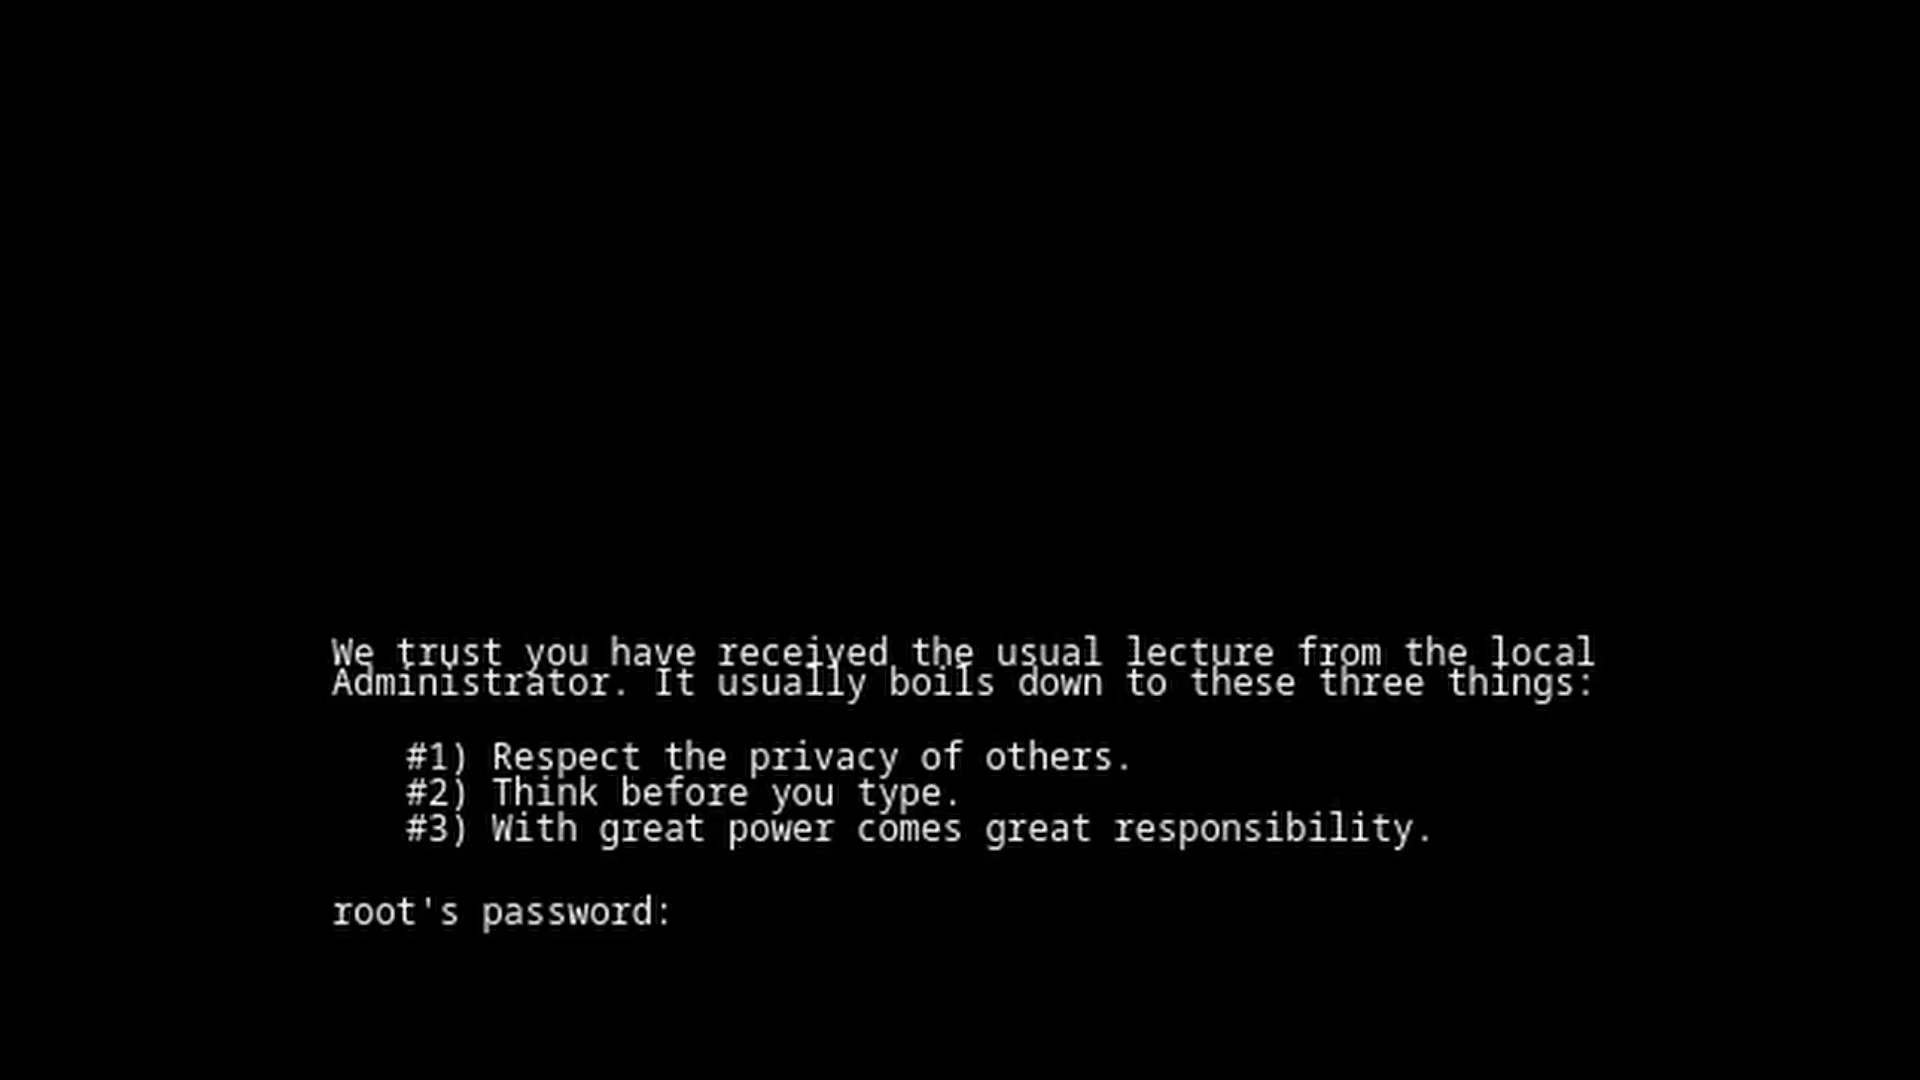 We trust you have received the usual lecture from the local
Administrator. It usually boils down to these three things:
#1) Respect the privacy of others.
#2) Think before you type.
#3) With great power comes great responsibility.
root's password: